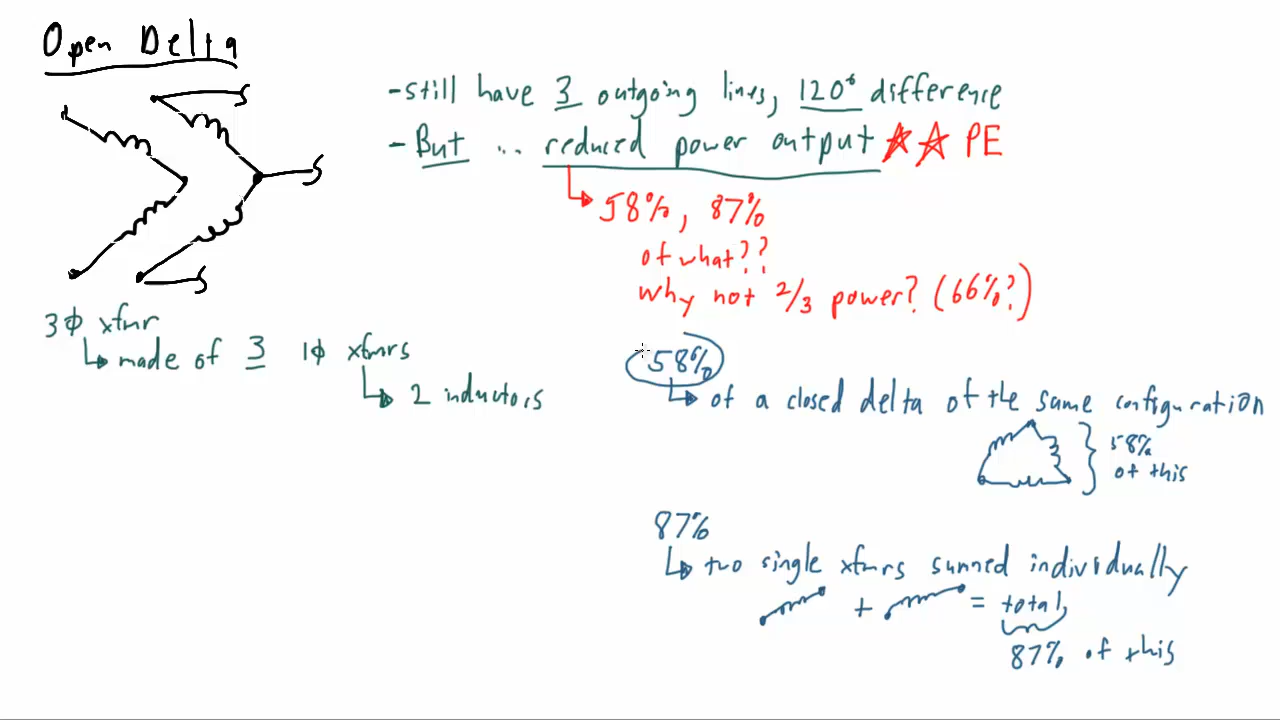 Open Delta
-still have 3 outgoing lines, 120° difference
-But ... reduced power output ☆☆ PE
58%, 87%
of what??
why not 2/3 power? (66%?)
3ϕ xfmr
made of 3 1ϕ xfmrs
2 inductors
58%
of a closed delta of the same configuration
58%
of this
87%
two single xfmrs summed individually
+ = total
87% of this